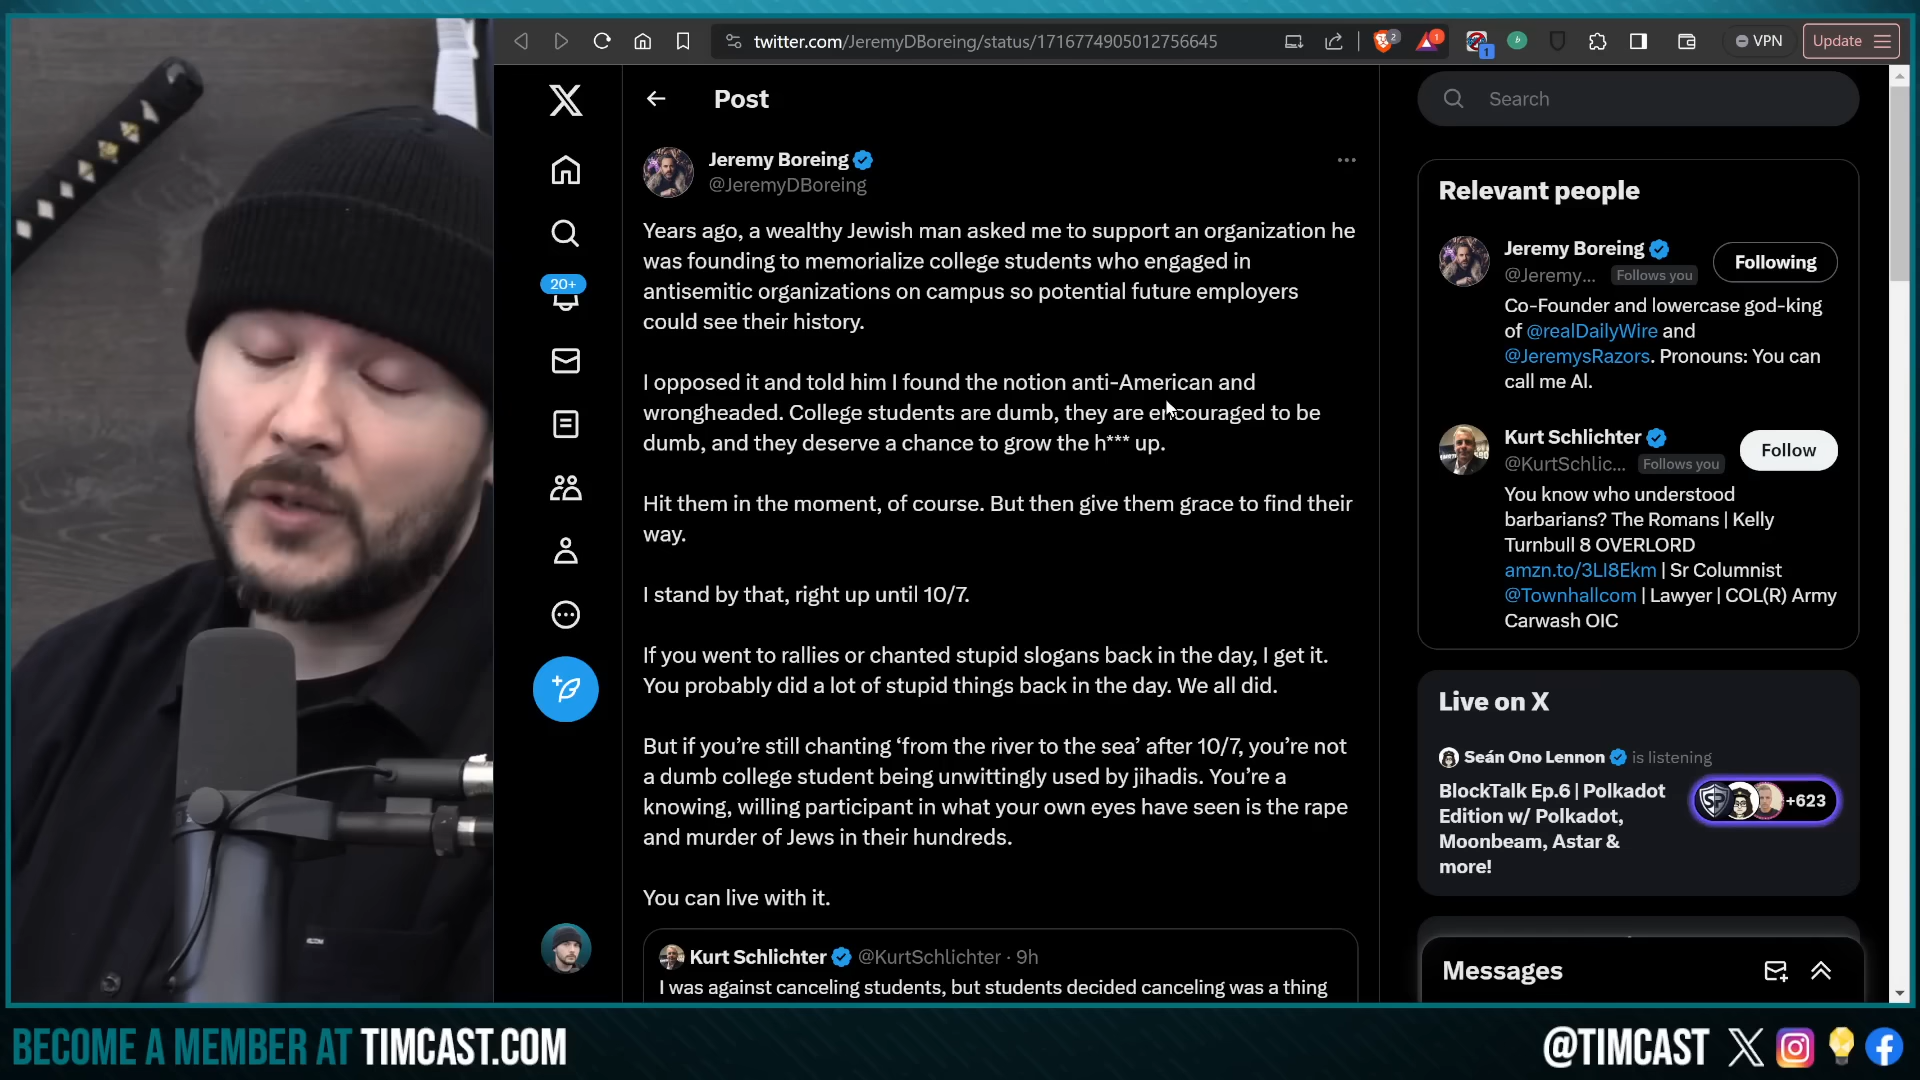 twitter.com/JeremyDBoreing/status/1716774905012756645
2
1
1
VPN
Update
Post
Search
Jeremy Boreing
@JeremyDBoreing
Years ago, a wealthy Jewish man asked me to support an organization he
was founding to memorialize college students who engaged in
antisemitic organizations on campus so potential future employers
could see their history.
I opposed it and told him I found the notion anti-American and
wrongheaded. College students are dumb, they are encouraged to be
dumb, and they deserve a chance to grow the h*** up.
Hit them in the moment, of course. But then give them grace to find their
way.
I stand by that, right up until 10/7.
If you went to rallies or chanted stupid slogans back in the day, I get it.
You probably did a lot of stupid things back in the day. We all did.
But if you’re still chanting ‘from the river to the sea’ after 10/7, you’re not
a dumb college student being unwittingly used by jihadis. You’re a
knowing, willing participant in what your own eyes have seen is the rape
and murder of Jews in their hundreds.
You can live with it.
Kurt Schlichter @KurtSchlichter · 9h
I was against canceling students, but students decided canceling was a thing
20+
Relevant people
Jeremy Boreing
@Jeremy... Follows you
Following
Co-Founder and lowercase god-king
of @realDailyWire and
@JeremysRazors. Pronouns: You can
call me Al.
Kurt Schlichter
@KurtSchlic... Follows you
Follow
You know who understood
barbarians? The Romans | Kelly
Turnbull 8 OVERLORD
amzn.to/3LI8Ekm | Sr Columnist
@Townhallcom | Lawyer | COL(R) Army
Carwash OIC
Live on X
Seán Ono Lennon is listening
BlockTalk Ep.6 | Polkadot
Edition w/ Polkadot,
Moonbeam, Astar &
more!
+623
Messages
BECOME A MEMBER AT TIMCAST.COM
@TIMCAST